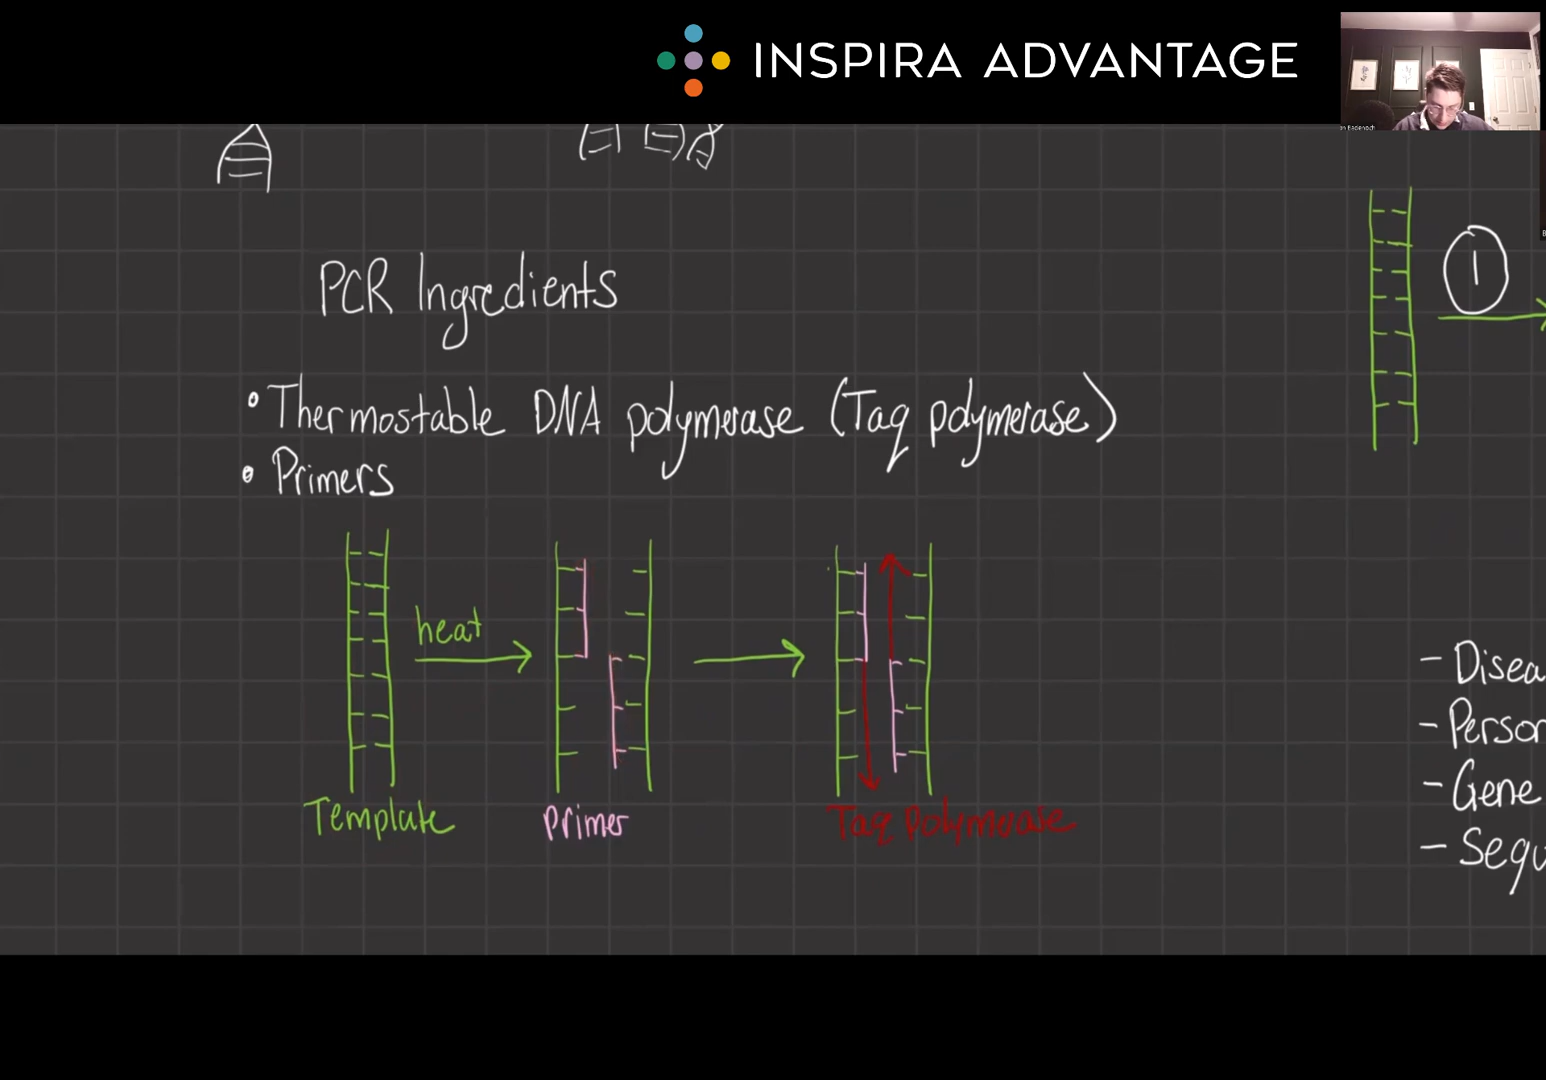 INSPIRA ADVANTAGE
PCR Ingredients
• Thermostable DNA polymerase (Taq polymerase)
• Primers
1
heat
Template
Primer
Taq Polymerase
- Disea
- Person
- Gene
- Sequ